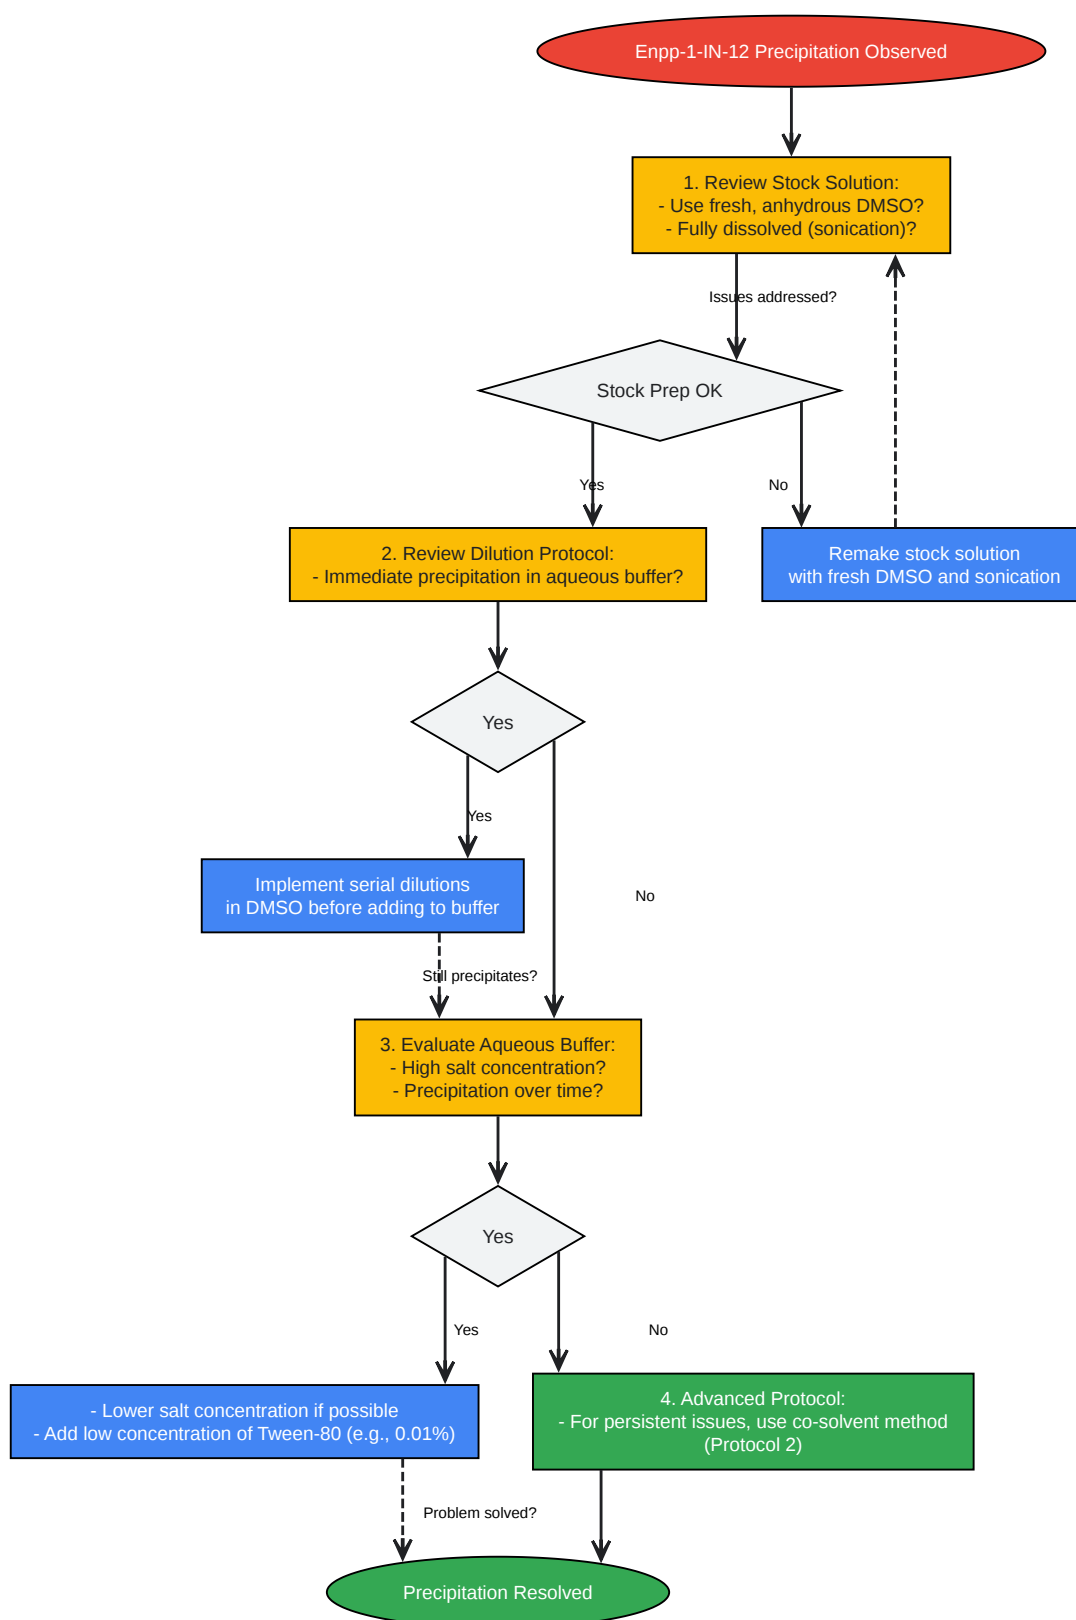 Enpp-1-IN-12 Precipitation Observed
1. Review Stock Solution:
- Use fresh, anhydrous DMSO?
- Fully dissolved (sonication)?
Issues addressed?
Stock Prep OK
Yes
No
2. Review Dilution Protocol:
- Immediate precipitation in aqueous buffer?
Remake stock solution
with fresh DMSO and sonication
Yes
Yes
No
Implement serial dilutions
in DMSO before adding to buffer
Still precipitates?
3. Evaluate Aqueous Buffer:
- High salt concentration?
- Precipitation over time?
Yes
Yes
No
- Lower salt concentration if possible
- Add low concentration of Tween-80 (e.g., 0.01%)
4. Advanced Protocol:
- For persistent issues, use co-solvent method
(Protocol 2)
Problem solved?
Precipitation Resolved